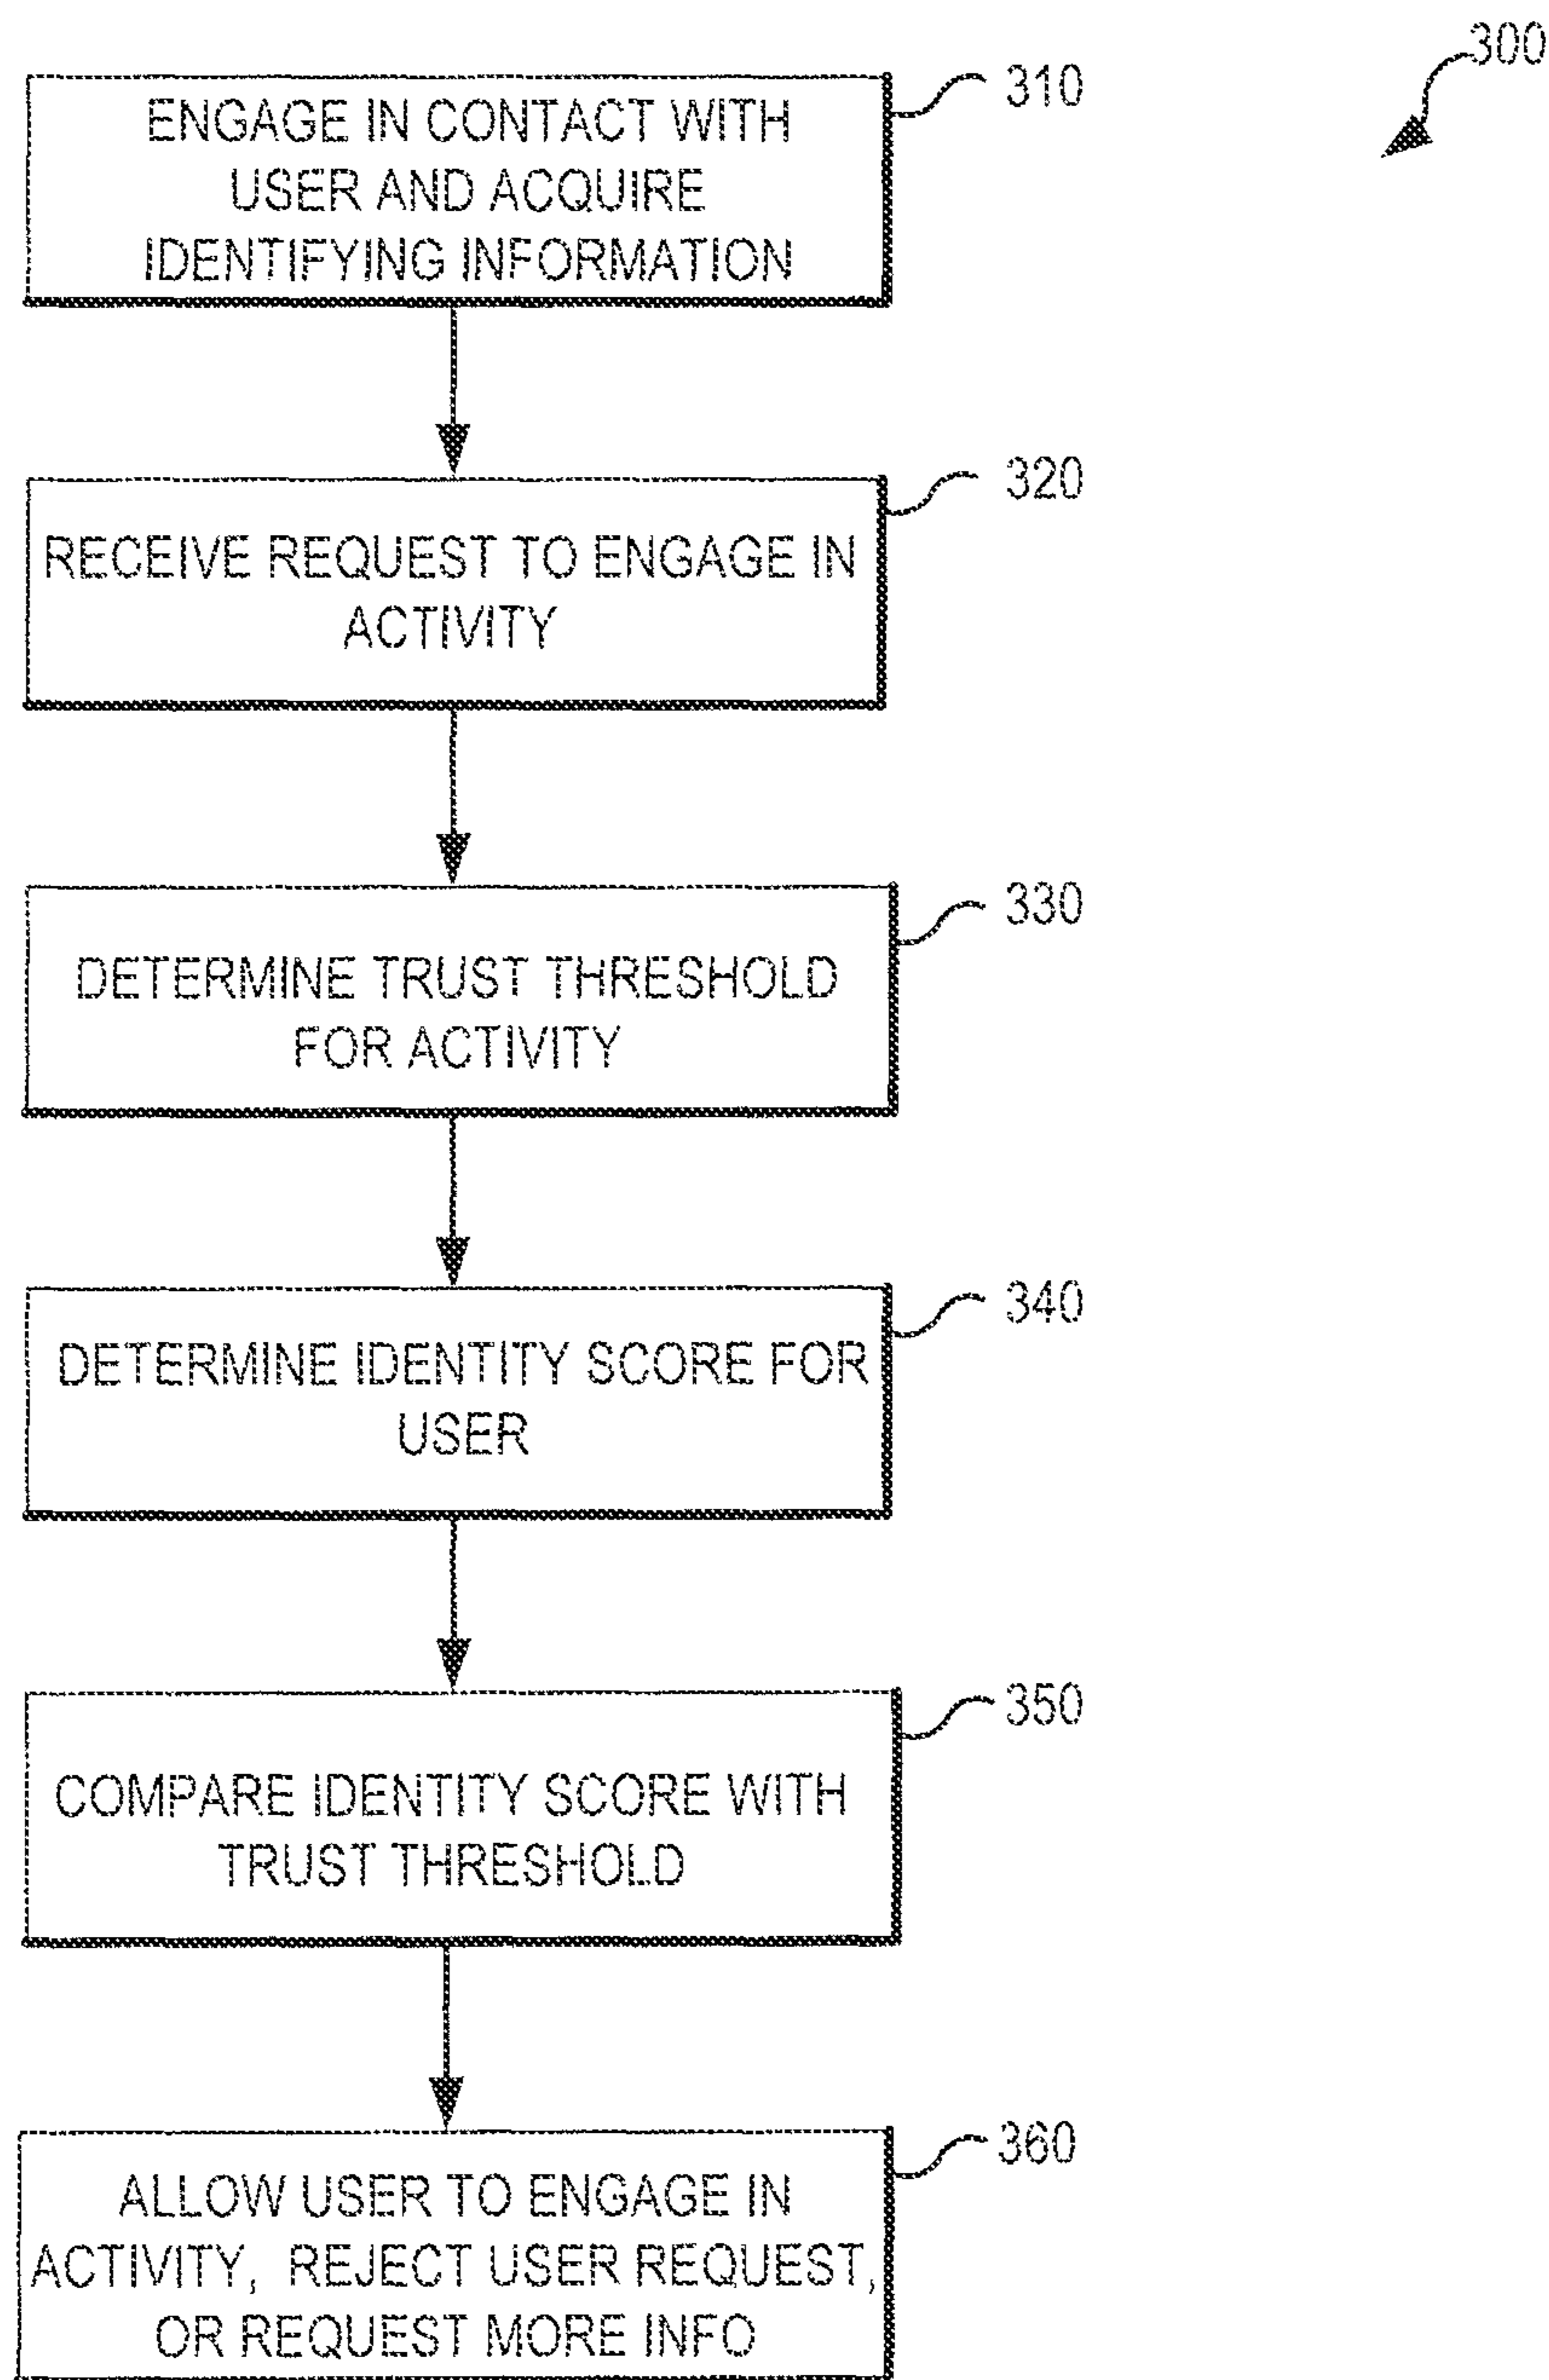 300
310
ENGAGE IN CONTACT WITH
USER AND ACQUIRE
IDENTIFYING INFORMATION
320
RECEIVE REQUEST TO ENGAGE IN
ACTIVITY
330
DETERMINE TRUST THRESHOLD
FOR ACTIVITY
340
DETERMINE IDENTITY SCORE FOR
USER
350
COMPARE IDENTITY SCORE WITH
TRUST THRESHOLD
360
ALLOW USER TO ENGAGE IN
ACTIVITY, REJECT USER REQUEST,
OR REQUEST MORE INFO